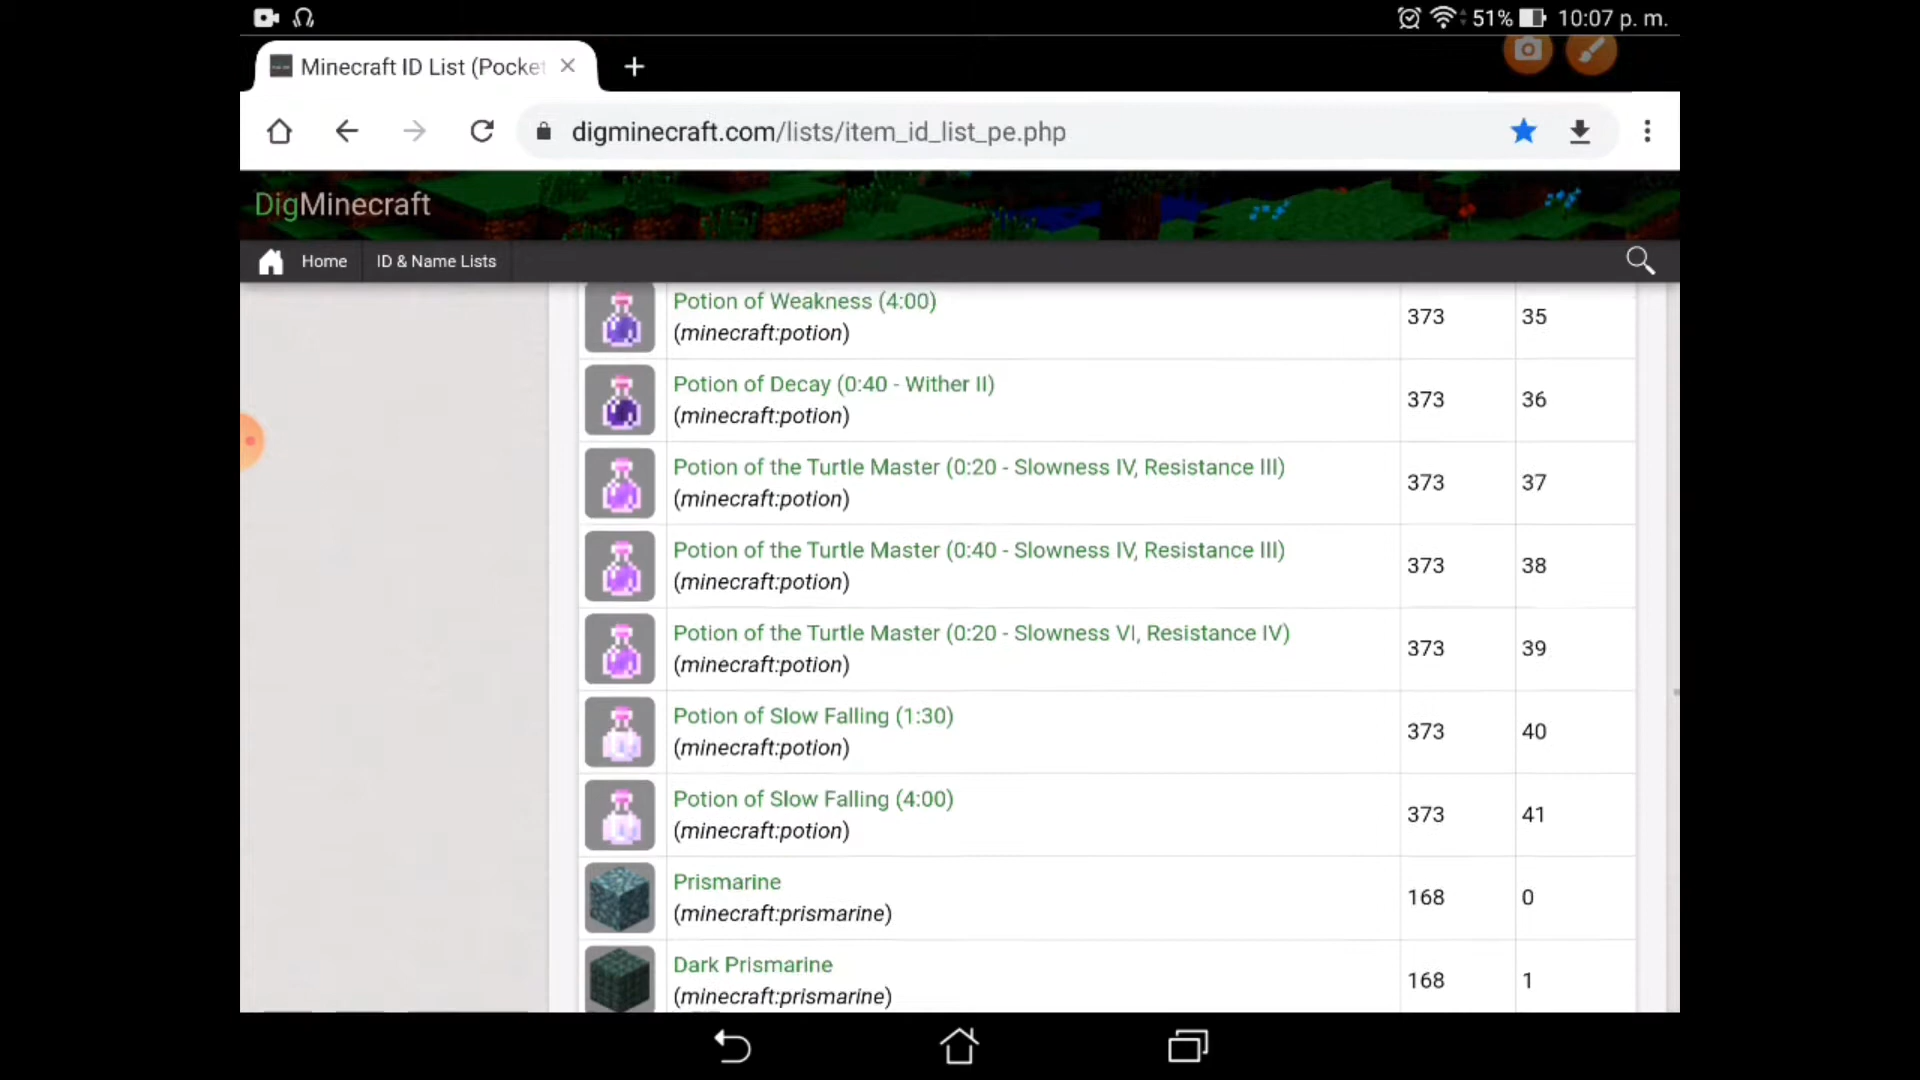 51% 10:07 p. m.
Minecraft ID List (Pocket
digminecraft.com/lists/item_id_list_pe.php
DigMinecraft
Home ID & Name Lists
Potion of Weakness (4:00)
(minecraft:potion) 373 35
Potion of Decay (0:40 - Wither II)
(minecraft:potion) 373 36
Potion of the Turtle Master (0:20 - Slowness IV, Resistance III)
(minecraft:potion) 373 37
Potion of the Turtle Master (0:40 - Slowness IV, Resistance III)
(minecraft:potion) 373 38
Potion of the Turtle Master (0:20 - Slowness VI, Resistance IV)
(minecraft:potion) 373 39
Potion of Slow Falling (1:30)
(minecraft:potion) 373 40
Potion of Slow Falling (4:00)
(minecraft:potion) 373 41
Prismarine
(minecraft:prismarine) 168 0
Dark Prismarine
(minecraft:prismarine) 168 1